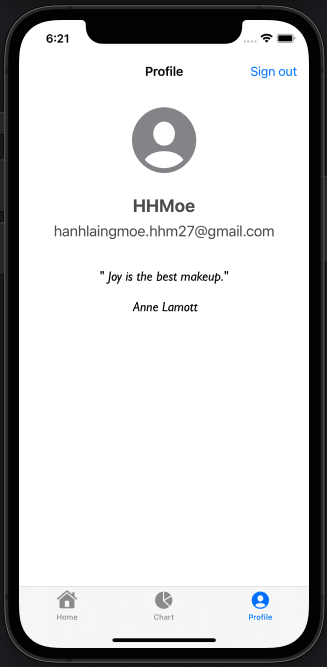 6:21
Profile
Sign out
HHMoe
hanhlaingmoe.hhm27@gmail.com
" Joy is the best makeup."
Anne Lamott
Home
Chart
Profile